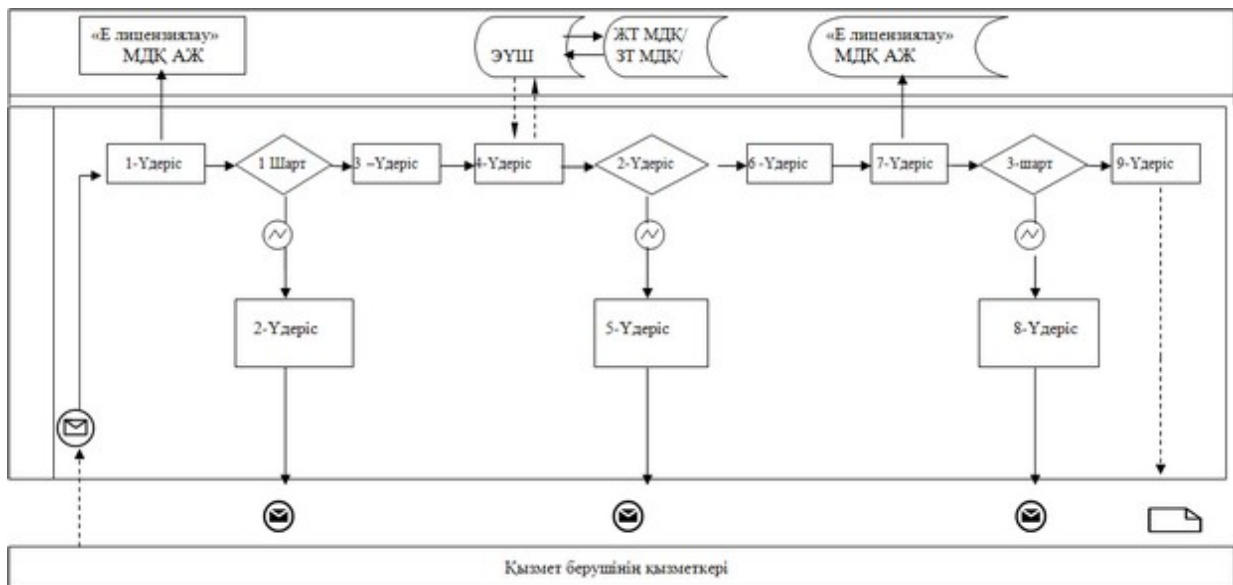 «Е лицензиялау»
МДҚ АЖ
ЭҮШ
ЖТ МДҚ/
ЗТ МДҚ/
«Е лицензиялау»
МДҚ АЖ
1-Үдеріс
1 Шарт
3 –Үдеріс
4-Үдеріс
2-Үдеріс
6 -Үдеріс
7-Үдеріс
3-шарт
9-Үдеріс
2-Үдеріс
5-Үдеріс
8-Үдеріс
Қызмет берушінің қызметкері